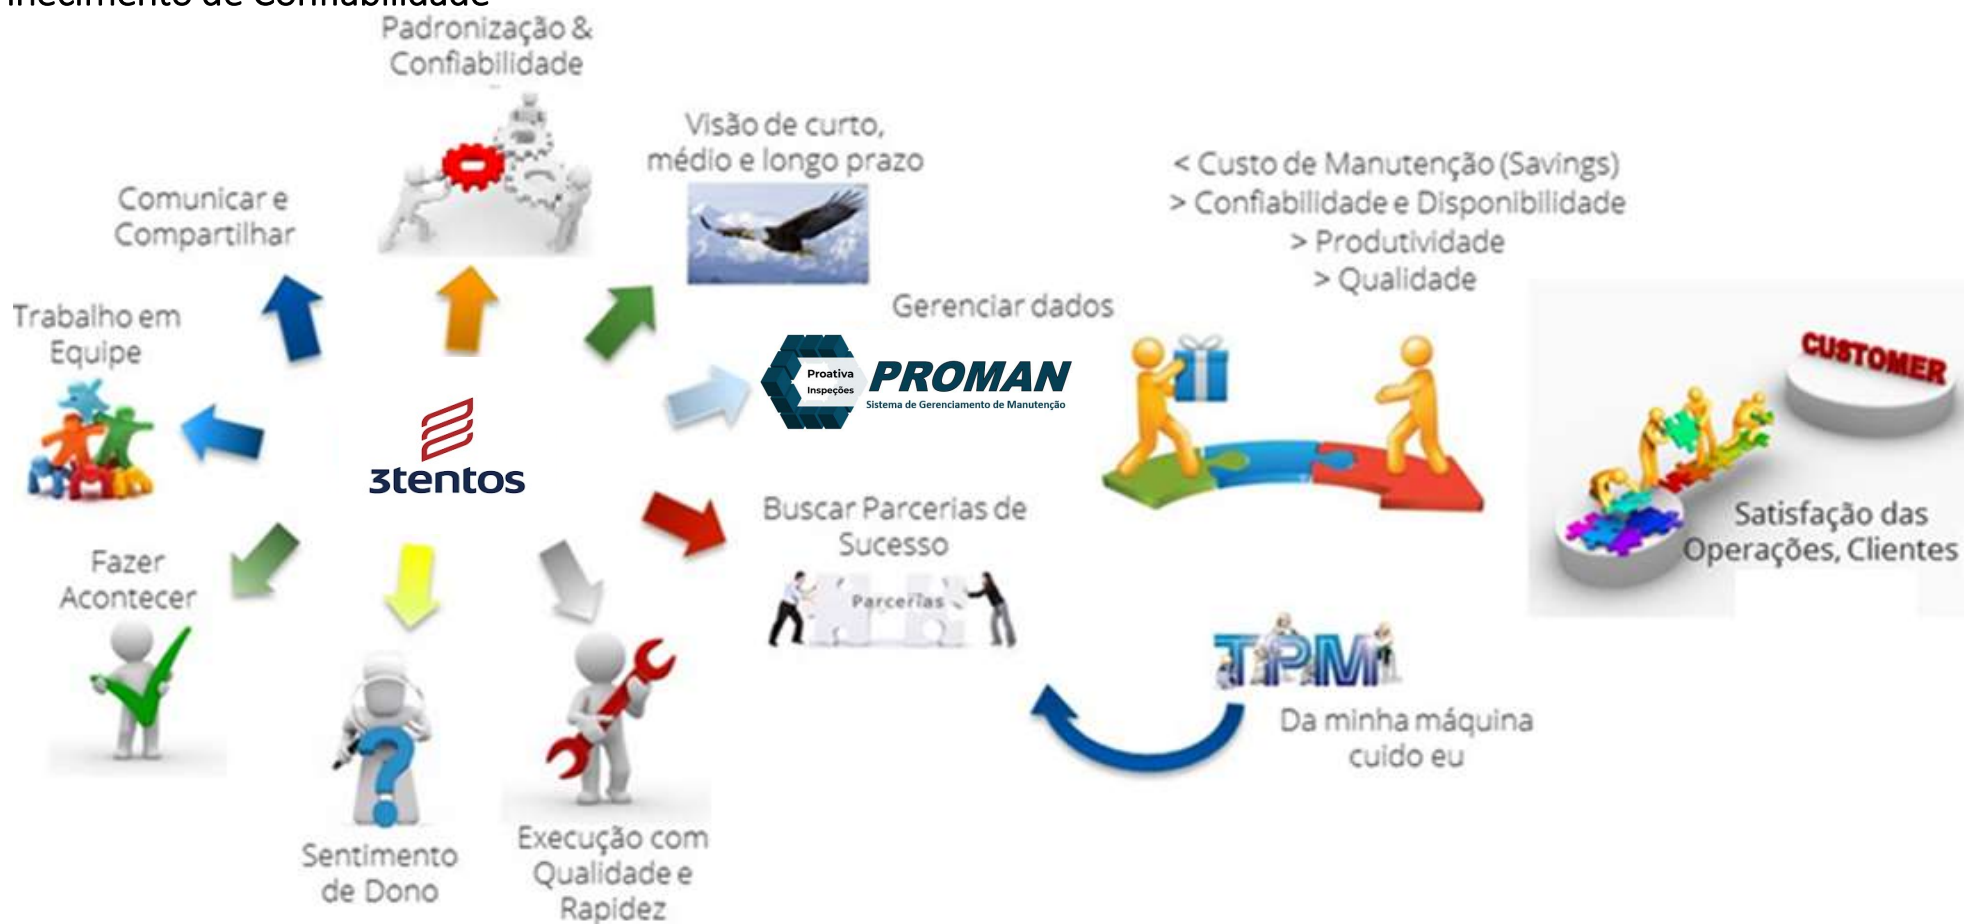 de Confiabilidade
Padronização &
Confiabilidade
Visão de curto,
médio e longo prazo
Comunicar e
Compartilhar
< Custo de Manutenção (Savings)
> Confiabilidade e Disponibilidade
> Produtividade
> Qualidade
Trabalho em
Equipe
Gerenciar dados
Proativa
Inspeções
PROMAN
Sistema de Gerenciamento de Manutenção
CUSTOMER
3tentos
Buscar Parcerias de
Sucesso
Parcerias
Satisfação das
Operações, Clientes
Fazer
Acontecer
TPM
Da minha máquina
cuido eu
?
Sentimento
de Dono
Execução com
Qualidade e
Rapidez